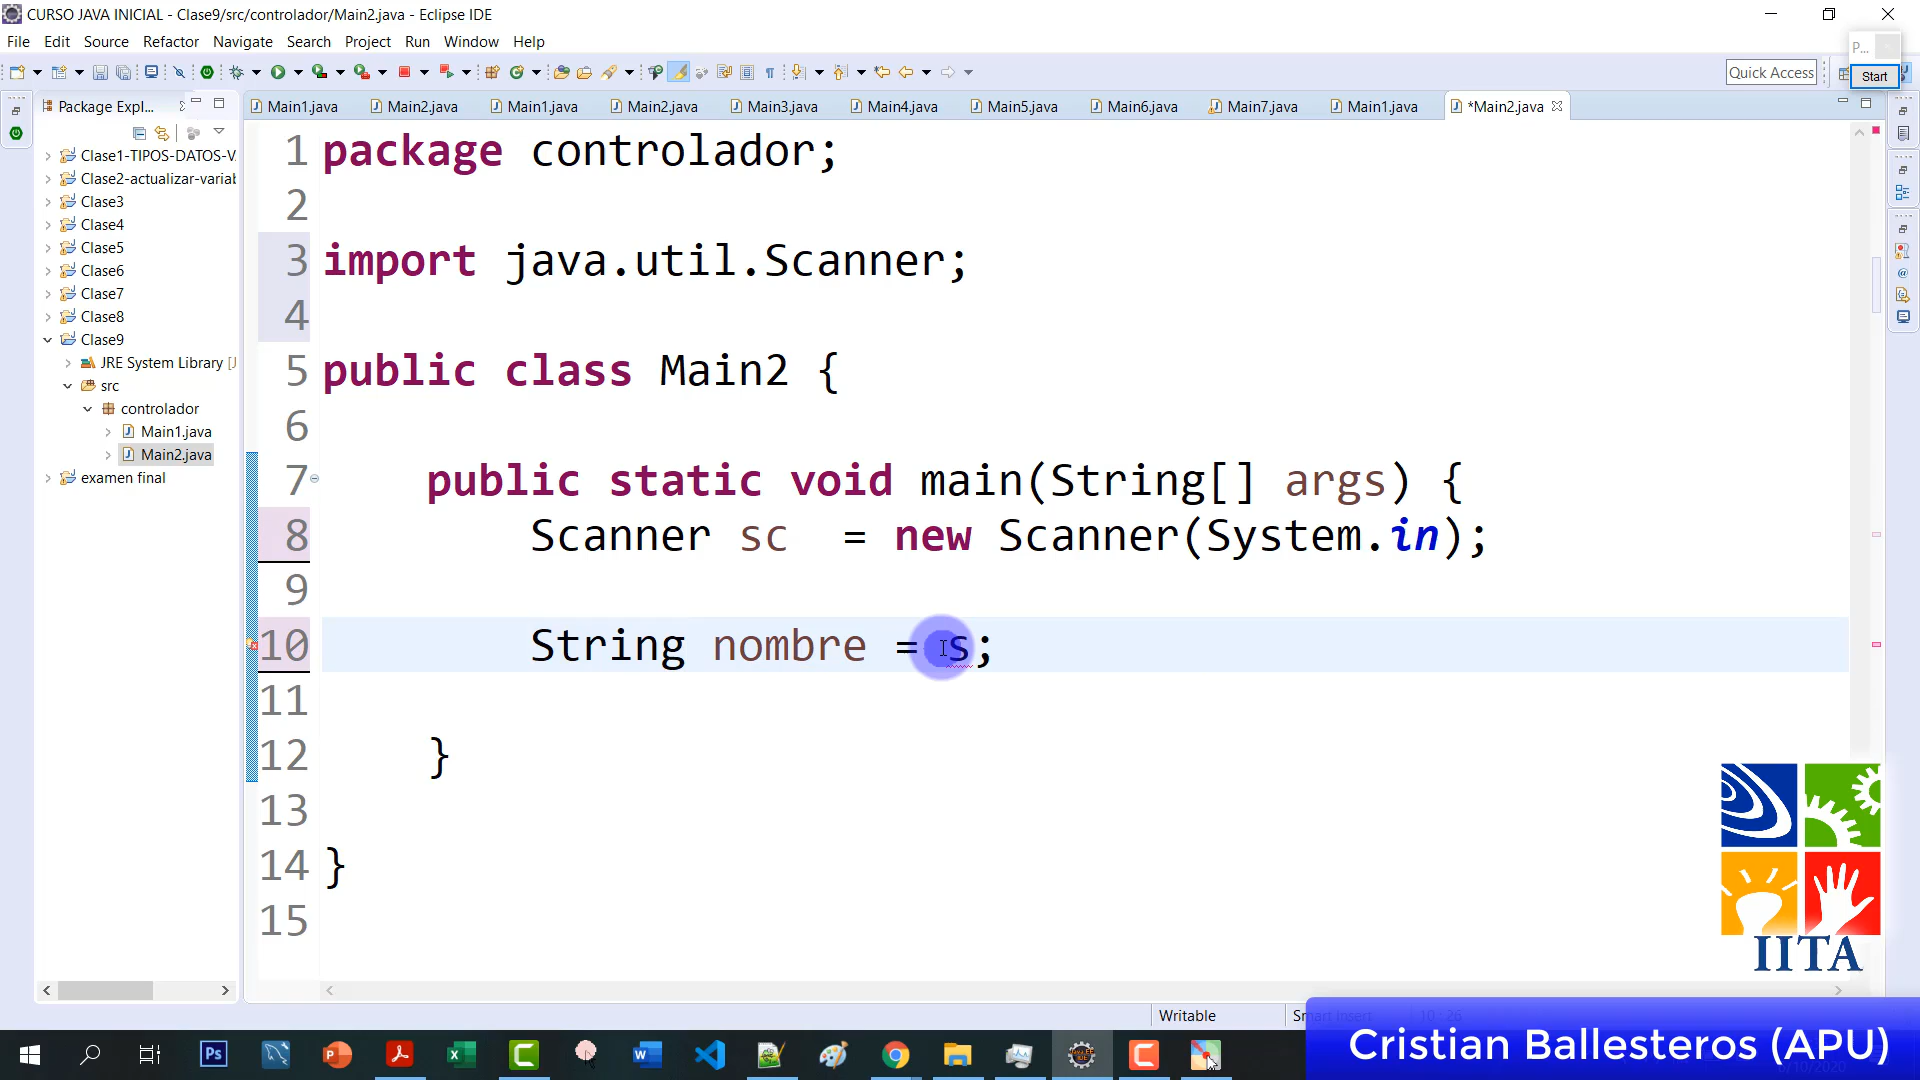 CURSO JAVA INICIAL - Clase9/src/controlador/Main2.java - Eclipse IDE
File Edit Source Refactor Navigate Search Project Run Window Help
Quick Access
P...
Start
Package Expl...
Main1.java Main2.java Main1.java Main2.java Main3.java Main4.java Main5.java Main6.java Main7.java Main1.java *Main2.java
Clase1-TIPOS-DATOS-V
Clase2-actualizar-variab
Clase3
Clase4
Clase5
Clase6
Clase7
Clase8
Clase9
JRE System Library [J
src
controlador
Main1.java
Main2.java
examen final
1 package controlador;
2
3 import java.util.Scanner;
4
5 public class Main2 {
6
7 public static void main(String[] args) {
8 Scanner sc = new Scanner(System.in);
9
10 String nombre = s;
11
12 }
13
14 }
15
IITA
Writable
Cristian Ballesteros (APU)